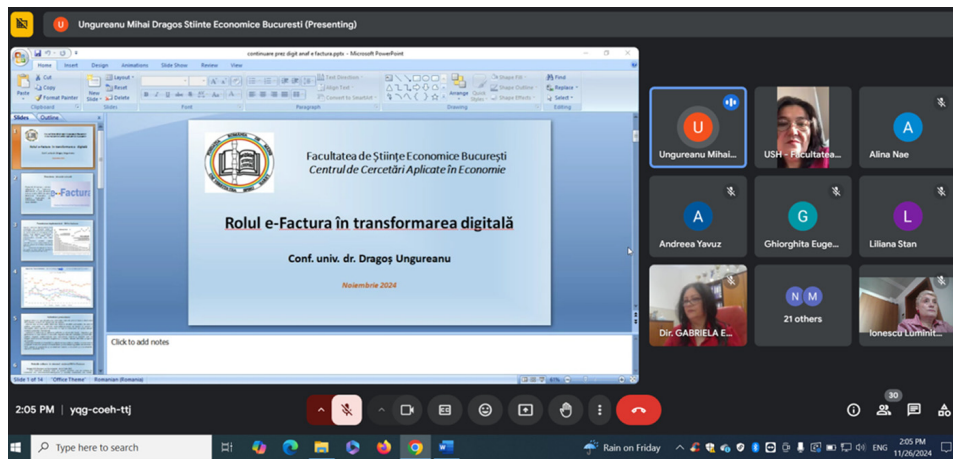 Ungureanu Mihai Dragos Stiinte Economice Bucuresti (Presenting)
continuare prez digit anaf e factura.pptx - Microsoft PowerPoint
Home Insert Design Animations Slide Show Review View
Cut
Copy
Format Painter
Paste
Clipboard
New Slide
Layout
Reset
Delete
Slides
Font
Text Direction
Align Text
Convert to SmartArt
Paragraph
Arrange
Quick Styles
Shape Fill
Shape Outline
Shape Effects
Drawing
Find
Replace
Select
Editing
Slides Outline
e-Factura
Facultatea de Științe Economice București
Centrul de Cercetări Aplicate în Economie
Rolul e-Factura în transformarea digitală
Conf. univ. dr. Dragoș Ungureanu
Noiembrie 2024
Click to add notes
Slide 1 of 14 "Office Theme" Romanian (Romania)
U
Ungureanu Mihai...
USH - Facultatea...
A
Alina Nae
A
Andreea Yavuz
G
Ghiorghita Euge...
L
Liliana Stan
Dir. GABRIELA E...
N M
21 others
Ionescu Luminit...
2:05 PM | yqg-coeh-ttj
30
Type here to search
Rain on Friday
ENG
2:05 PM
11/26/2024